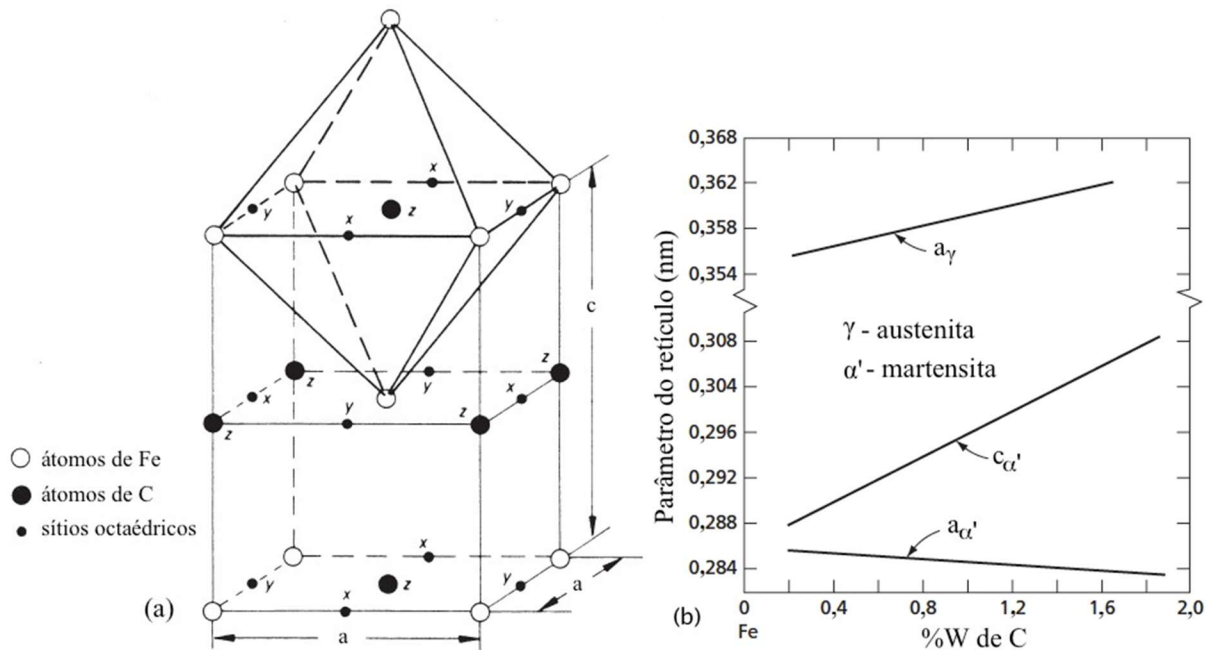 x
y
z
y
x
c
z
z
y
x
x
z
y
z
átomos de Fe
átomos de C
sítios octaédricos
x
y
z
y
x
a
(a)
a
Parâmetro do retículo (nm)
0,368
0,362
0,358
0,354
0,308
0,304
0,296
0,292
0,288
0,284
aγ
γ - austenita
α' - martensita
cα'
aα'
(b)
0
0,4
0,8
1,2
1,6
2,0
Fe
%W de C